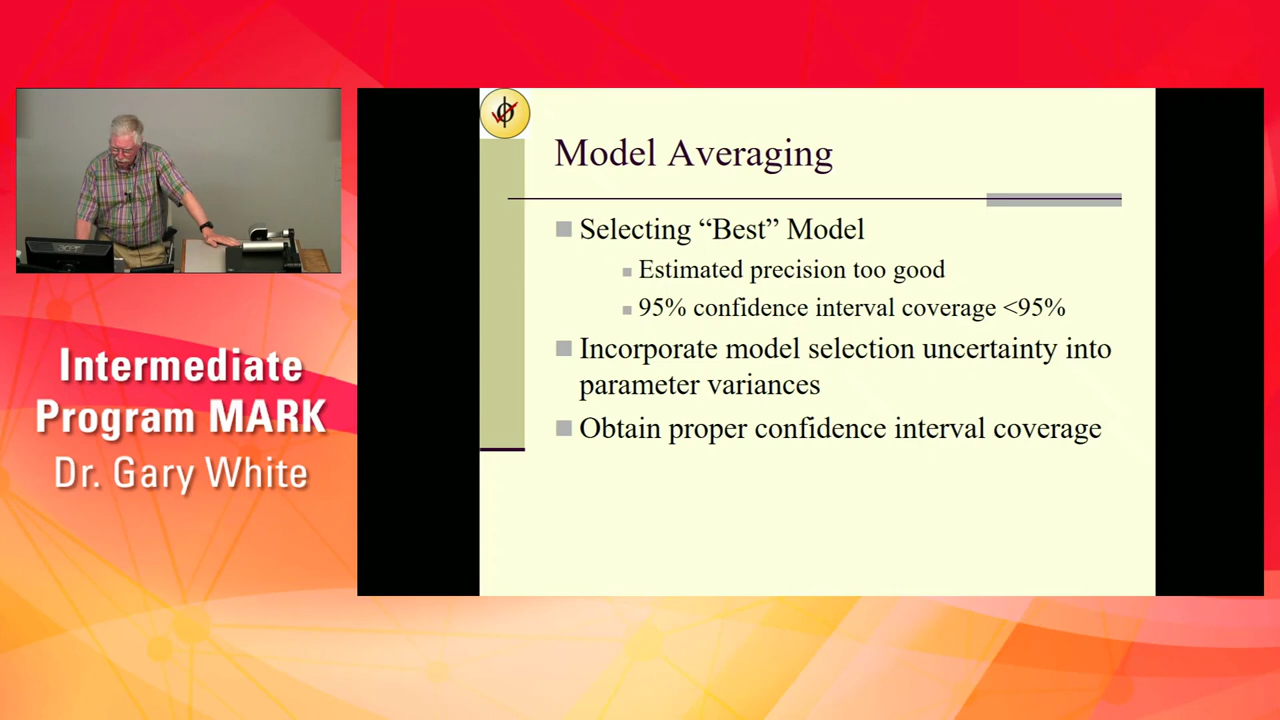 Model Averaging
Selecting “Best” Model
Estimated precision too good
95% confidence interval coverage <95%
Incorporate model selection uncertainty into
parameter variances
Obtain proper confidence interval coverage
Intermediate
Program MARK
Dr. Gary White